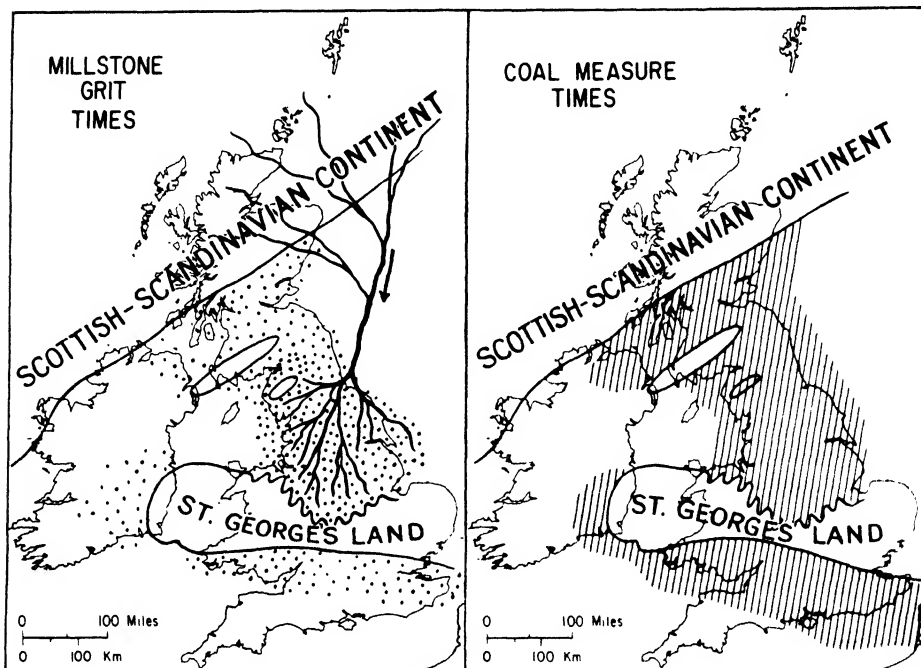 MILLSTONE
GRIT
TIMES
SCOTTISH-SCANDINAVIAN CONTINENT
ST. GEORGES LAND
0 100 Miles
0 100 Km
COAL MEASURE
TIMES
SCOTTISH-SCANDINAVIAN CONTINENT
ST. GEORGES LAND
0 100 Miles
0 100 Km